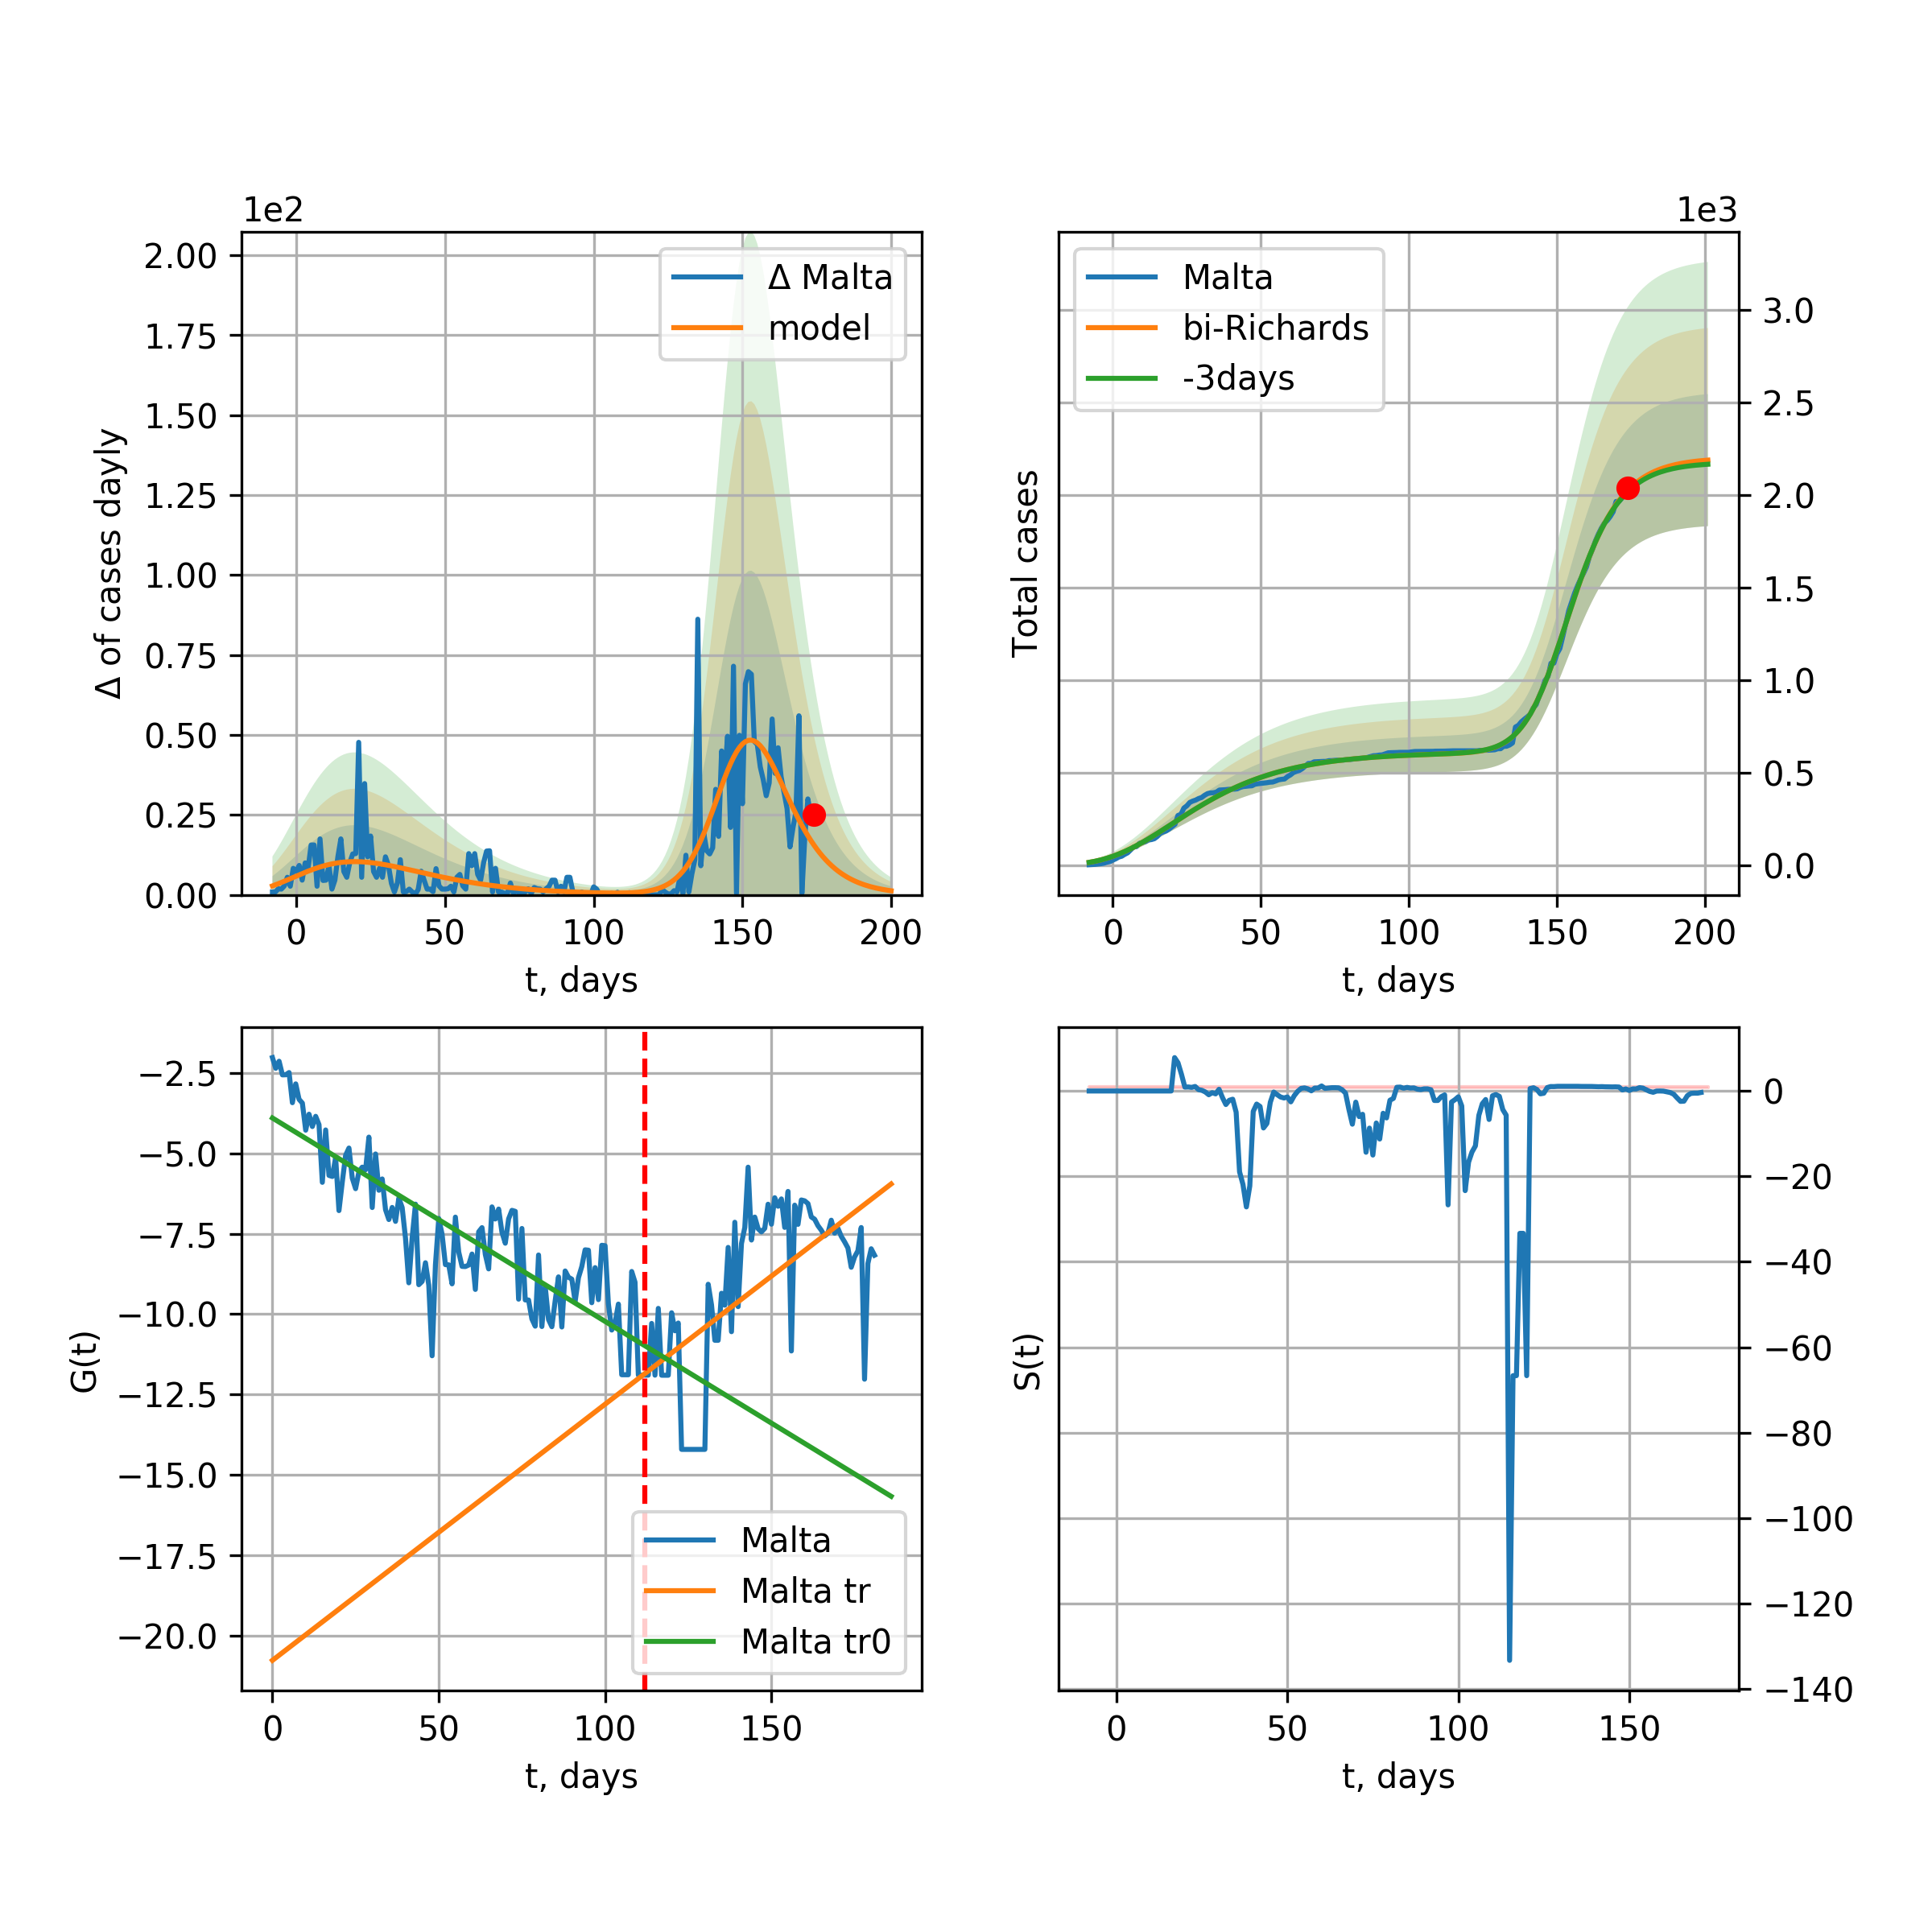 1e2
2.00
1.75
1.50
1.25
1.00
0.75
0.50
0.25
0.00
Δ of cases dayly
0
50
100
150
200
t, days
Δ Malta
model
1e3
Malta
bi-Richards
-3days
Total cases
3.0
2.5
2.0
1.5
1.0
0.5
0.0
0
50
100
150
200
t, days
−2.5
−5.0
−7.5
−10.0
−12.5
−15.0
−17.5
−20.0
G(t)
0
50
100
150
t, days
Malta
Malta tr
Malta tr0
S(t)
0
−20
−40
−60
−80
−100
−120
−140
0
50
100
150
t, days